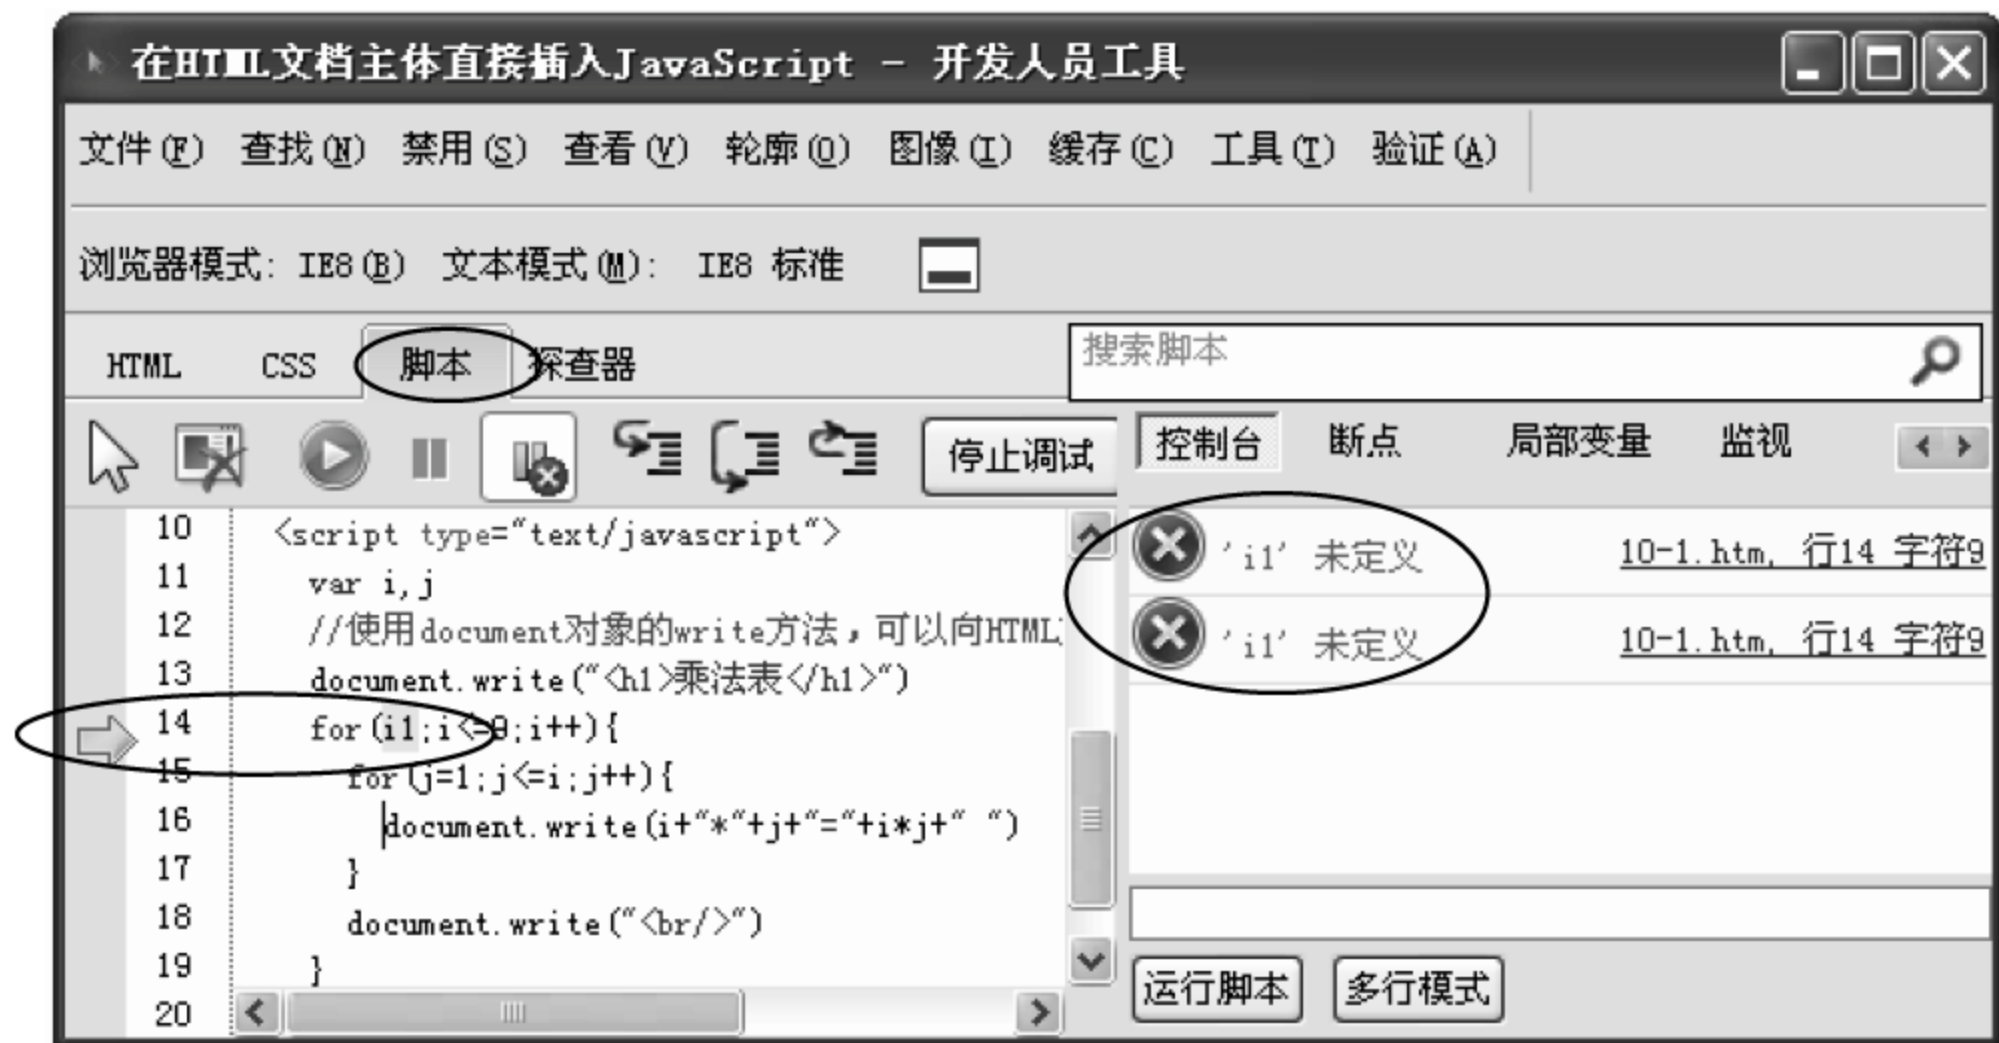 在HTML文档主体直接插入JavaScript - 开发人员工具
文件(F) 查找(N) 禁用(S) 查看(V) 轮廓(O) 图像(I) 缓存(C) 工具(T) 验证(A)
浏览器模式: IE8(B) 文本模式(M): IE8 标准
HTML CSS 脚本 探查器 搜索脚本
停止调试 控制台 断点 局部变量 监视
10 <script type="text/javascript">
11 var i,j
12 //使用document对象的write方法，可以向HTML
13 document.write("<h1>乘法表</h1>")
14 for(i1;i<=9;i++){
15 for(j=1;j<=i;j++){
16 document.write(i+"*"+j+"="+i*j+" ")
17 }
18 document.write("<br/>")
19 }
20
'i1' 未定义 10-1.htm, 行14 字符9
'i1' 未定义 10-1.htm, 行14 字符9
运行脚本 多行模式